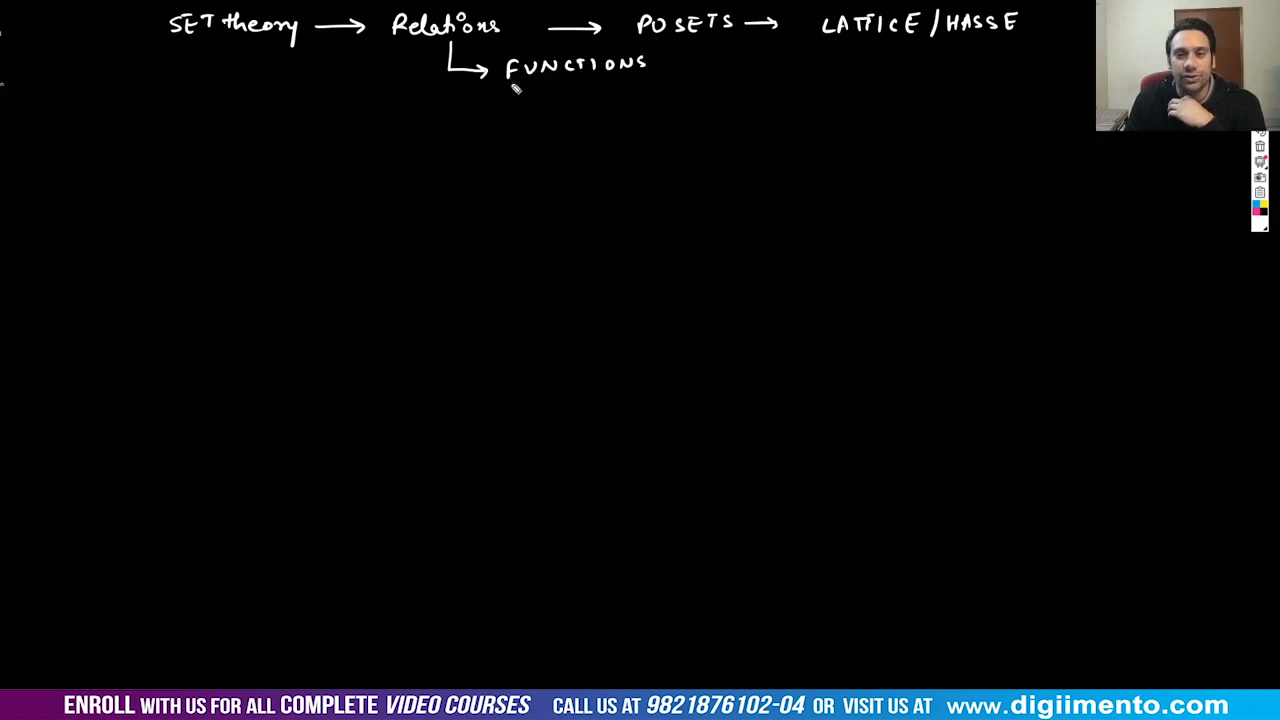 SET theory → Relations → POSETS → LATTICE / HASSE
↳ FUNCTIONS
ENROLL WITH US FOR ALL COMPLETE VIDEO COURSES CALL US AT 9821876102-04 OR VISIT US AT www.digiimento.com